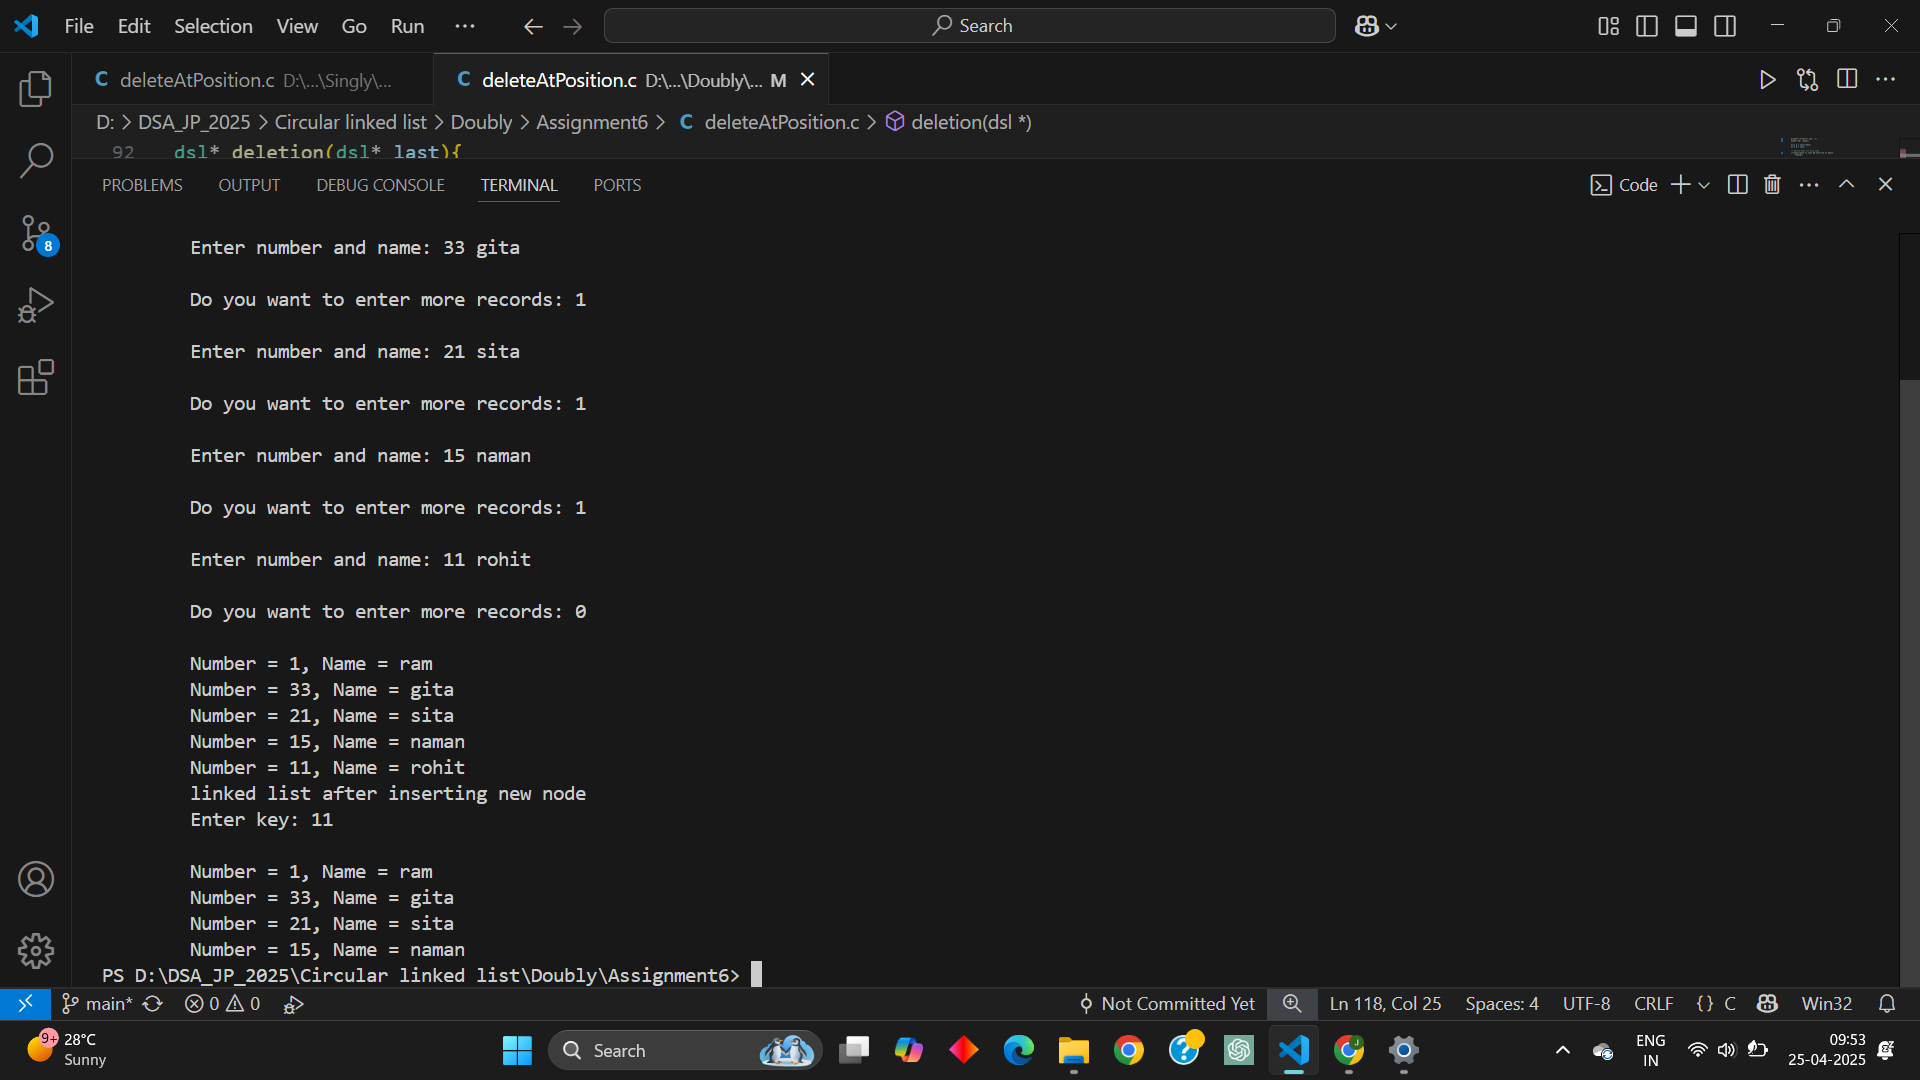 File Edit Selection View Go Run ··· Search
C deleteAtPosition.c D:\...\Singly\... C deleteAtPosition.c D:\...\Doubly\... M
D: > DSA_JP_2025 > Circular linked list > Doubly > Assignment6 > C deleteAtPosition.c > deletion(dsl *)
92 dsl* deletion(dsl* last){
PROBLEMS OUTPUT DEBUG CONSOLE TERMINAL PORTS Code
Enter number and name: 33 gita
Do you want to enter more records: 1
Enter number and name: 21 sita
Do you want to enter more records: 1
Enter number and name: 15 naman
Do you want to enter more records: 1
Enter number and name: 11 rohit
Do you want to enter more records: 0
Number = 1, Name = ram
Number = 33, Name = gita
Number = 21, Name = sita
Number = 15, Name = naman
Number = 11, Name = rohit
linked list after inserting new node
Enter key: 11
Number = 1, Name = ram
Number = 33, Name = gita
Number = 21, Name = sita
Number = 15, Name = naman
PS D:\DSA_JP_2025\Circular linked list\Doubly\Assignment6>
8
main* 0 0 Not Committed Yet Ln 118, Col 25 Spaces: 4 UTF-8 CRLF {} C Win32
9+ 28°C Search ENG 09:53
Sunny IN 25-04-2025